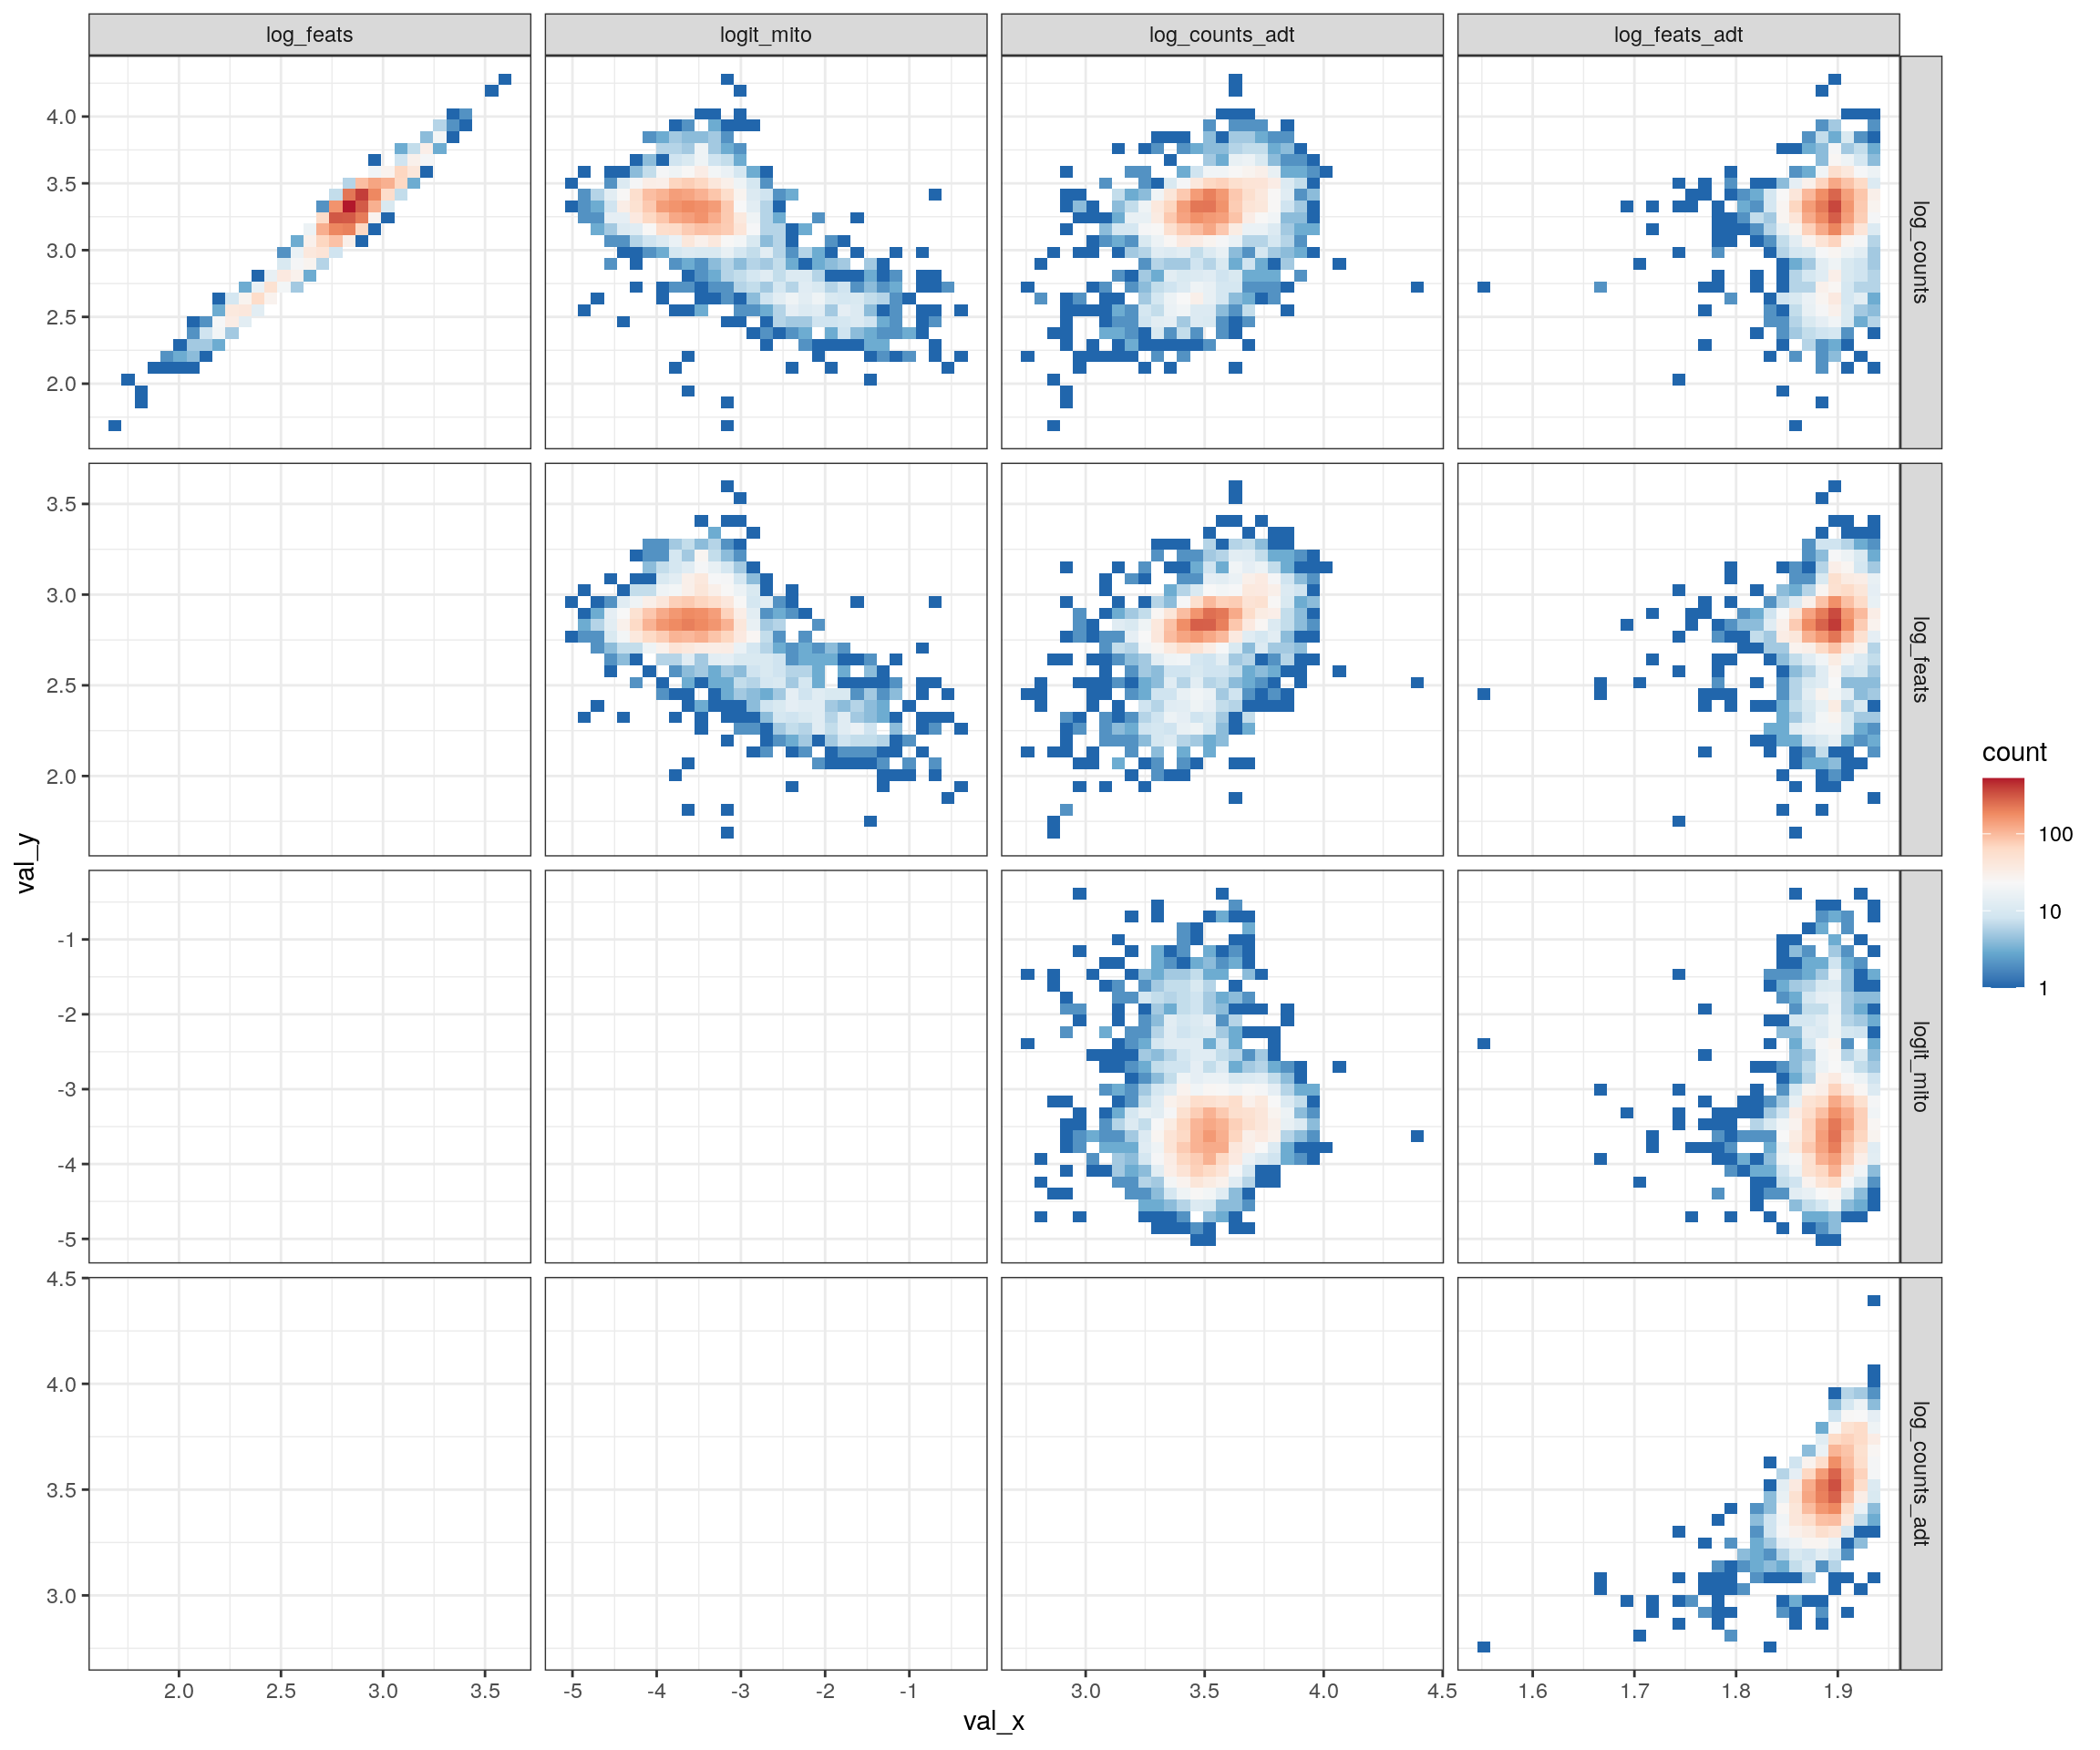 log_feats
logit_mito
log_counts_adt
log_feats_adt
4.0
3.5
3.0
2.5
2.0
log_counts
3.5
3.0
2.5
2.0
log_feats
-1
-2
-3
-4
-5
logit_mito
4.5
4.0
3.5
3.0
log_counts_adt
2.0 2.5 3.0 3.5
-5 -4 -3 -2 -1
3.0 3.5 4.0 4.5
1.6 1.7 1.8 1.9
val_x
val_y
count
100
10
1